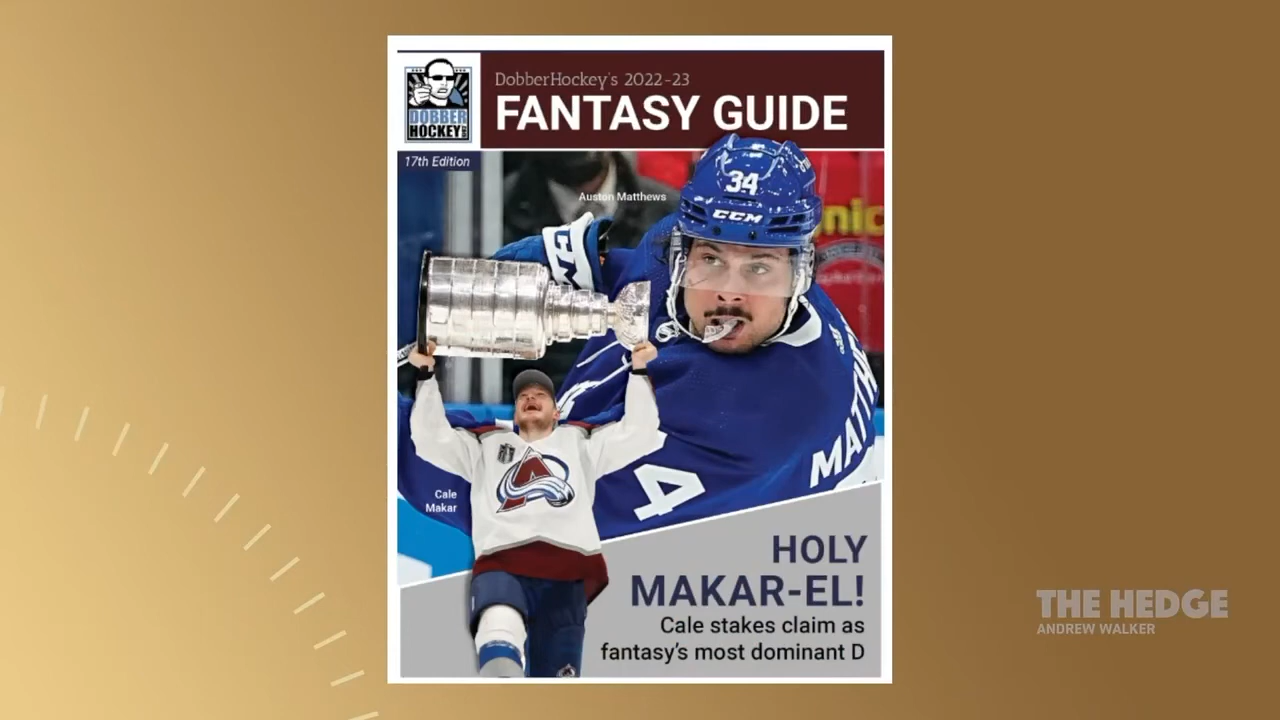 DobberHockey's 2022-23
FANTASY GUIDE
DOBBER
HOCKEY
17th Edition
Auston Matthews
34
CCM
Cale
Makar
MATTH
4
HOLY
MAKAR-EL!
Cale stakes claim as
fantasy's most dominant D
THE HEDGE
ANDREW WALKER